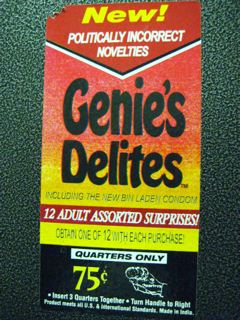 New!
POLITICALLY INCORRECT
NOVELTIES
Genie's
Delites™
INCLUDING THE NEW BIN LADEN CONDOM
12 ADULT ASSORTED SURPRISES!
OBTAIN ONE OF 12 WITH EACH PURCHASE!
QUARTERS ONLY
75¢
• Insert 3 Quarters Together • Turn Handle to Right
Product meets all U.S. & International Standards. Made in India.